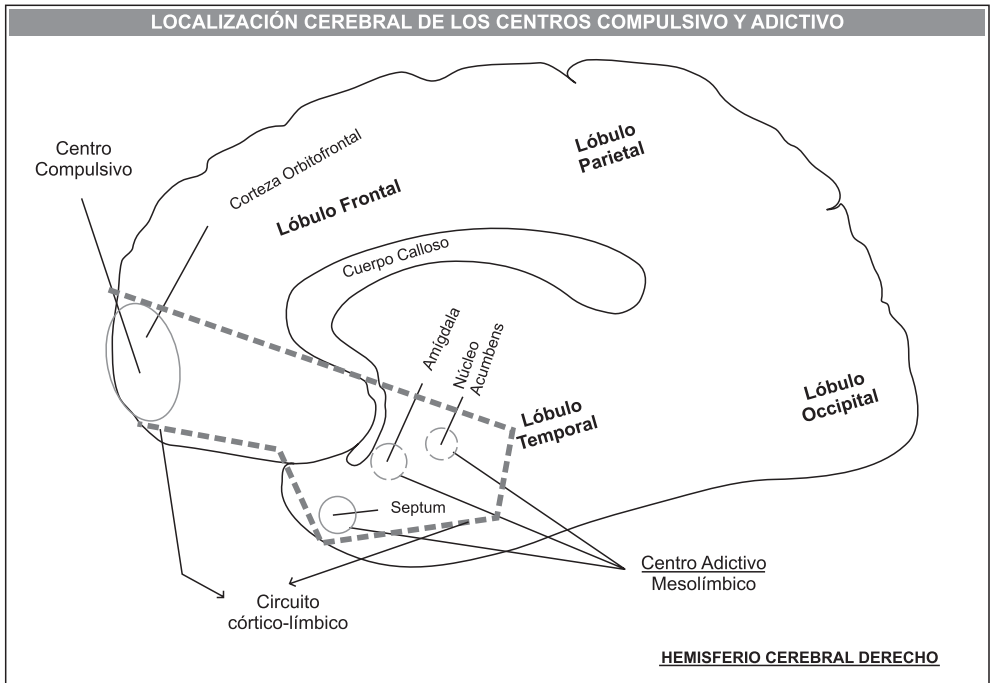 LOCALIZACIÓN CEREBRAL DE LOS CENTROS COMPULSIVO Y ADICTIVO
Centro
Compulsivo
Corteza Orbitofrontal
Lóbulo Frontal
Lóbulo
Parietal
Cuerpo Calloso
Amígdala
Núcleo
Acumbens
Lóbulo
Temporal
Lóbulo
Occipital
Septum
Centro Adictivo
Mesolímbico
Circuito
córtico-límbico
HEMISFERIO CEREBRAL DERECHO